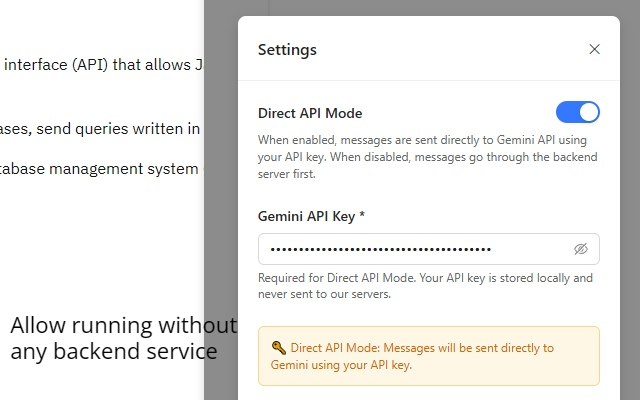 interface (API) that allows
ases, send queries written in
tabase management system
Allow running without
any backend service
Settings
Direct API Mode
When enabled, messages are sent directly to Gemini API using
your API key. When disabled, messages go through the backend
server first.
Gemini API Key *
••••••••••••••••••••••••••••••••••••••••
Required for Direct API Mode. Your API key is stored locally and
never sent to our servers.
🔑 Direct API Mode: Messages will be sent directly to
Gemini using your API key.